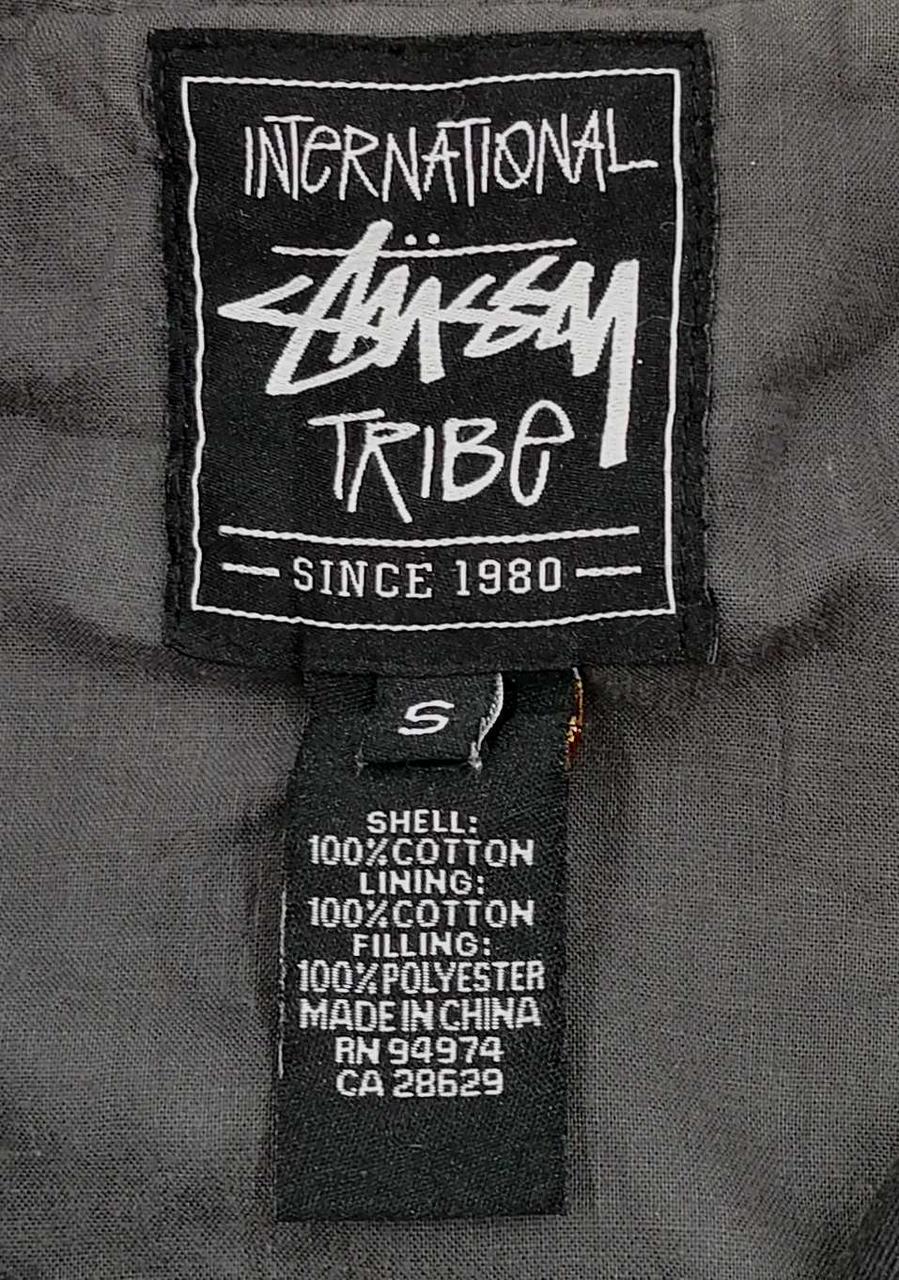 INTERNATIONAL
STÜSSY
TRIBE
SINCE 1980
S
SHELL:
100%COTTON
LINING:
100%COTTON
FILLING:
100%POLYESTER
MADE IN CHINA
RN 94974
CA 28629